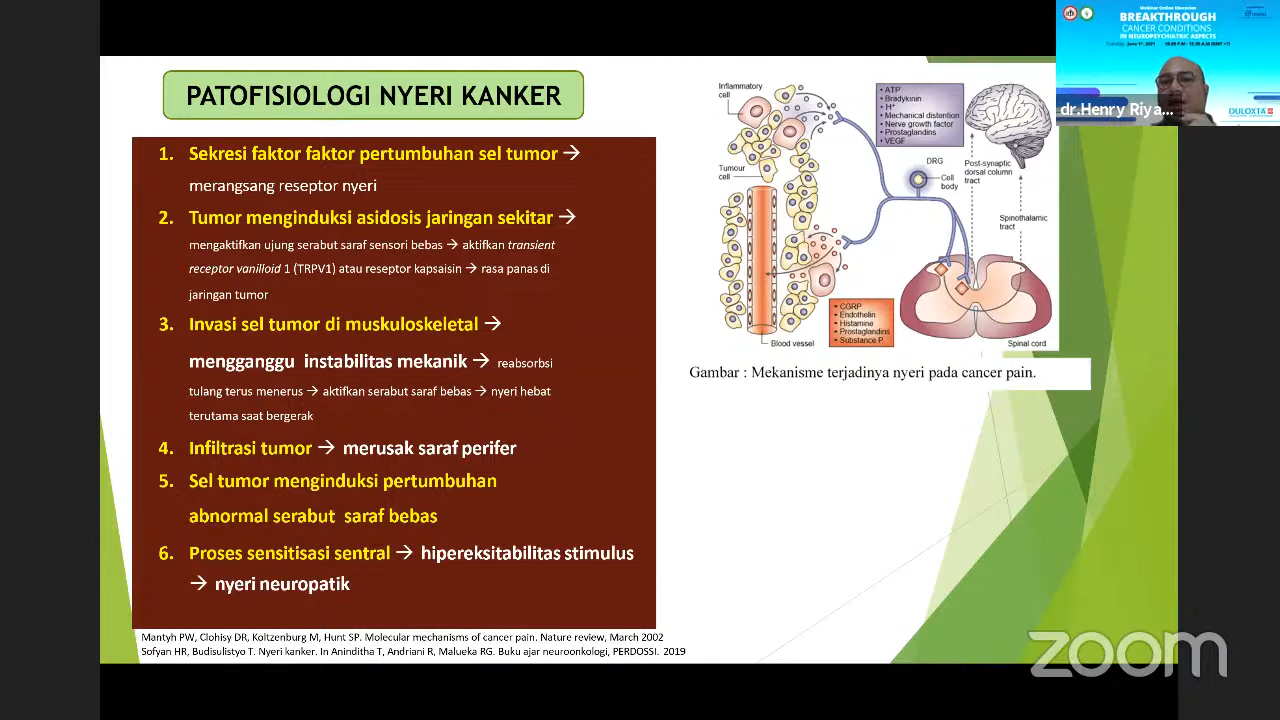 PATOFISIOLOGI NYERI KANKER
1. Sekresi faktor faktor pertumbuhan sel tumor →
merangsang reseptor nyeri
2. Tumor menginduksi asidosis jaringan sekitar →
mengaktifkan ujung serabut saraf sensori bebas → aktifkan transient
receptor vanilloid 1 (TRPV1) atau reseptor kapsaisin → rasa panas di
jaringan tumor
3. Invasi sel tumor di muskuloskeletal →
mengganggu instabilitas mekanik → reabsorbsi
tulang terus menerus → aktifkan serabut saraf bebas → nyeri hebat
terutama saat bergerak
4. Infiltrasi tumor → merusak saraf perifer
5. Sel tumor menginduksi pertumbuhan
abnormal serabut saraf bebas
6. Proses sensitisasi sentral → hipereksitabilitas stimulus
→ nyeri neuropatik
Mantyh PW, Clohisy DR, Koltzenburg M, Hunt SP. Molecular mechanisms of cancer pain. Nature review, March 2002
Sofyan HR, Budisulistyo T. Nyeri kanker. In Aninditha T, Andriani R, Malueka RG. Buku ajar neuroonkologi, PERDOSSI. 2019
Inflammatory
cell
Tumour
cell
• ATP
• Bradykinin
• H+
• Mechanical distention
• Nerve growth factor
• Prostaglandins
• VEGF
DRG
Cell
body
Post-synaptic
dorsal column
tract
Spinothalamic
tract
• CGRP
• Endothelin
• Histamine
• Prostaglandins
• Substance P
Blood vessel
Spinal cord
Gambar : Mekanisme terjadinya nyeri pada cancer pain.
Webinar Online Education
BREAKTHROUGH
CANCER CONDITIONS
IN NEUROPSYCHIATRIC ASPECTS
dr.Henry Riya...
DULOXTA
zoom